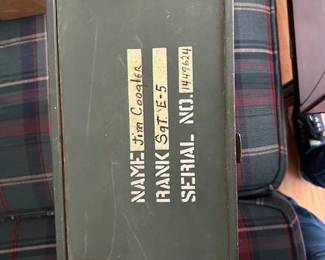 NAME Jim Coogler
RANK Sgt. E-5
SERIAL NO. 1449624